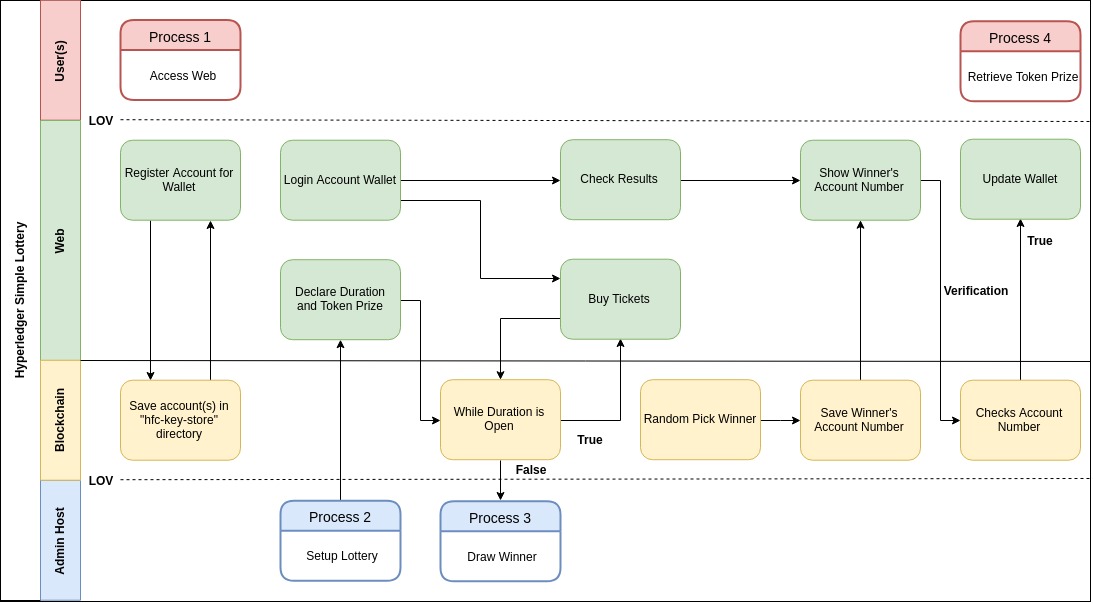 Hyperledger Simple Lottery
User(s)
Process 1
Access Web
Process 4
Retrieve Token Prize
LOV
Web
Register Account for
Wallet
Login Account Wallet
Check Results
Show Winner's
Account Number
Update Wallet
True
Declare Duration
and Token Prize
Buy Tickets
Verification
Blockchain
Save account(s) in
"hfc-key-store"
directory
While Duration is
Open
True
False
Random Pick Winner
Save Winner's
Account Number
Checks Account
Number
LOV
Admin Host
Process 2
Setup Lottery
Process 3
Draw Winner